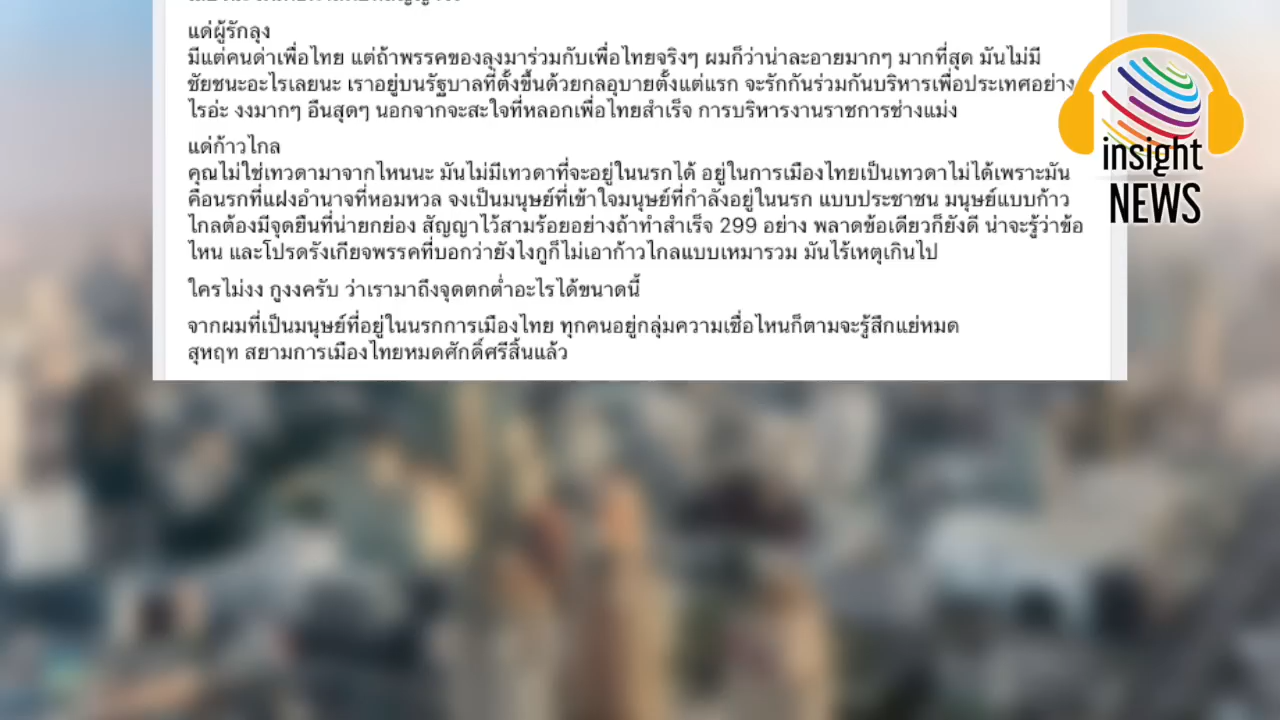 แด่ผู้รักลุง
มีแต่คนด่าเพื่อไทย แต่ถ้าพรรคของลุงมาร่วมกับเพื่อไทยจริงๆ ผมก็ว่าน่าละอายมากๆ มากที่สุด มันไม่มี
ชัยชนะอะไรเลยนะ เราอยู่บนรัฐบาลที่ตั้งขึ้นด้วยกลอุบายตั้งแต่แรก จะรักกันร่วมกันบริหารเพื่อประเทศอย่าง
ไรอ่ะ งงมากๆ อืนสุดๆ นอกจากจะสะใจที่หลอกเพื่อไทยสำเร็จ การบริหารงานราชการช่างแม่ง
แด่ก้าวไกล
คุณไม่ใช่เทวดามาจากไหนนะ มันไม่มีเทวดาที่จะอยู่ในนรกได้ อยู่ในการเมืองไทยเป็นเทวดาไม่ได้เพราะมัน
คือนรกที่แฝงอำนาจที่หอมหวล จงเป็นมนุษย์ที่เข้าใจมนุษย์ที่กำลังอยู่ในนรก แบบประชาชน มนุษย์แบบก้าว
ไกลต้องมีจุดยืนที่น่ายกย่อง สัญญาไว้สามร้อยอย่างถ้าทำสำเร็จ 299 อย่าง พลาดข้อเดียวก็ยังดี น่าจะรู้ว่าข้อ
ไหน และโปรดรังเกียจพรรคที่บอกว่ายังไงกูก็ไม่เอาก้าวไกลแบบเหมารวม มันไร้เหตุเกินไป
ใครไม่งง กูงงครับ ว่าเรามาถึงจุดตกต่ำอะไรได้ขนาดนี้
จากผมที่เป็นมนุษย์ที่อยู่ในนรกการเมืองไทย ทุกคนอยู่กลุ่มความเชื่อไหนก็ตามจะรู้สึกแย่หมด
สุหฤท สยามการเมืองไทยหมดศักดิ์ศรีสิ้นแล้ว
insight
NEWS